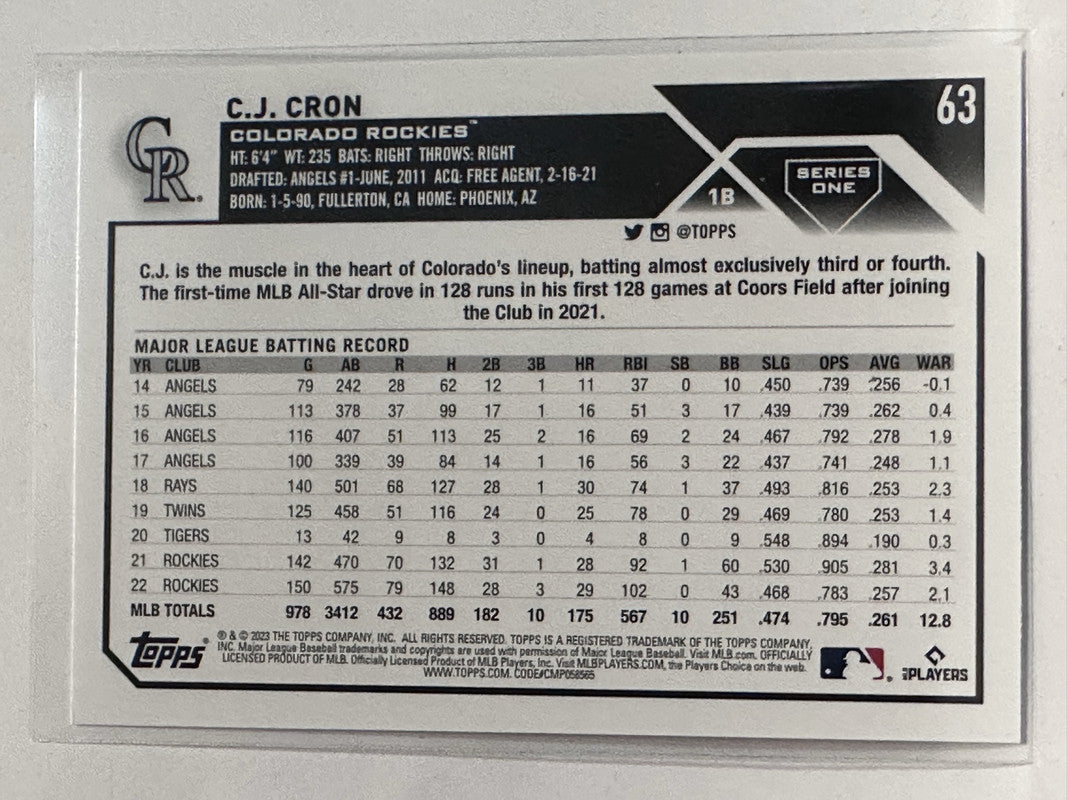 C.J. CRON
63
COLORADO ROCKIES™
HT: 6'4" WT: 235 BATS: RIGHT THROWS: RIGHT
DRAFTED: ANGELS #1-JUNE, 2011 ACQ: FREE AGENT, 2-16-21
BORN: 1-5-90, FULLERTON, CA HOME: PHOENIX, AZ
CR
1B
SERIES
ONE
@TOPPS
C.J. is the muscle in the heart of Colorado's lineup, batting almost exclusively third or fourth.
The first-time MLB All-Star drove in 128 runs in his first 128 games at Coors Field after joining
the Club in 2021.
MAJOR LEAGUE BATTING RECORD
YR CLUB G AB R H 2B 3B HR RBI SB BB SLG OPS AVG WAR
14 ANGELS 79 242 28 62 12 1 11 37 0 10 .450 .739 .256 -0.1
15 ANGELS 113 378 37 99 17 1 16 51 3 17 .439 .739 .262 0.4
16 ANGELS 116 407 51 113 25 2 16 69 2 24 .467 .792 .278 1.9
17 ANGELS 100 339 39 84 14 1 16 56 3 22 .437 .741 .248 1.1
18 RAYS 140 501 68 127 28 1 30 74 1 37 .493 .816 .253 2.3
19 TWINS 125 458 51 116 24 0 25 78 0 29 .469 .780 .253 1.4
20 TIGERS 13 42 9 8 3 0 4 8 0 9 .548 .894 .190 0.3
21 ROCKIES 142 470 70 132 31 1 28 92 1 60 .530 .905 .281 3.4
22 ROCKIES 150 575 79 148 28 3 29 102 0 43 .468 .783 .257 2.1
MLB TOTALS 978 3412 432 889 182 10 175 567 10 251 .474 .795 .261 12.8
Topps®
® & © 2023 THE TOPPS COMPANY, INC. ALL RIGHTS RESERVED. TOPPS IS A REGISTERED TRADEMARK OF THE TOPPS COMPANY,
INC. Major League Baseball trademarks and copyrights are used with permission of Major League Baseball. Visit MLB.com. OFFICIALLY
LICENSED PRODUCT OF MLB. Officially Licensed Product of MLB Players, Inc. Visit MLBPLAYERS.COM, the Players Choice on the web.
WWW.TOPPS.COM. CODE#CMP058565
PLAYERS